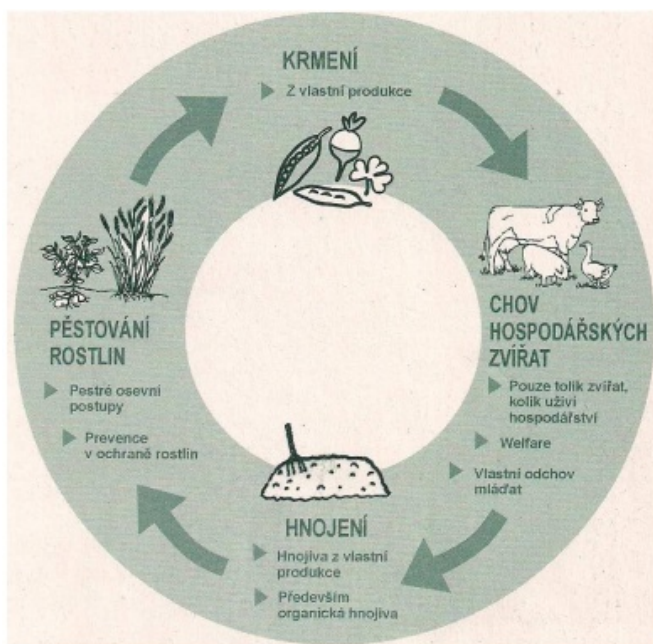 KRMENÍ
Z vlastní produkce
CHOV
HOSPODÁŘSKÝCH
ZVÍŘAT
Pouze tolik zvířat,
kolik uživí
hospodářství
Welfare
Vlastní odchov
mláďat
HNOJENÍ
Hnojiva z vlastní
produkce
Především
organická hnojiva
PĚSTOVÁNÍ
ROSTLIN
Pestré osevní
postupy
Prevence
v ochraně rostlin